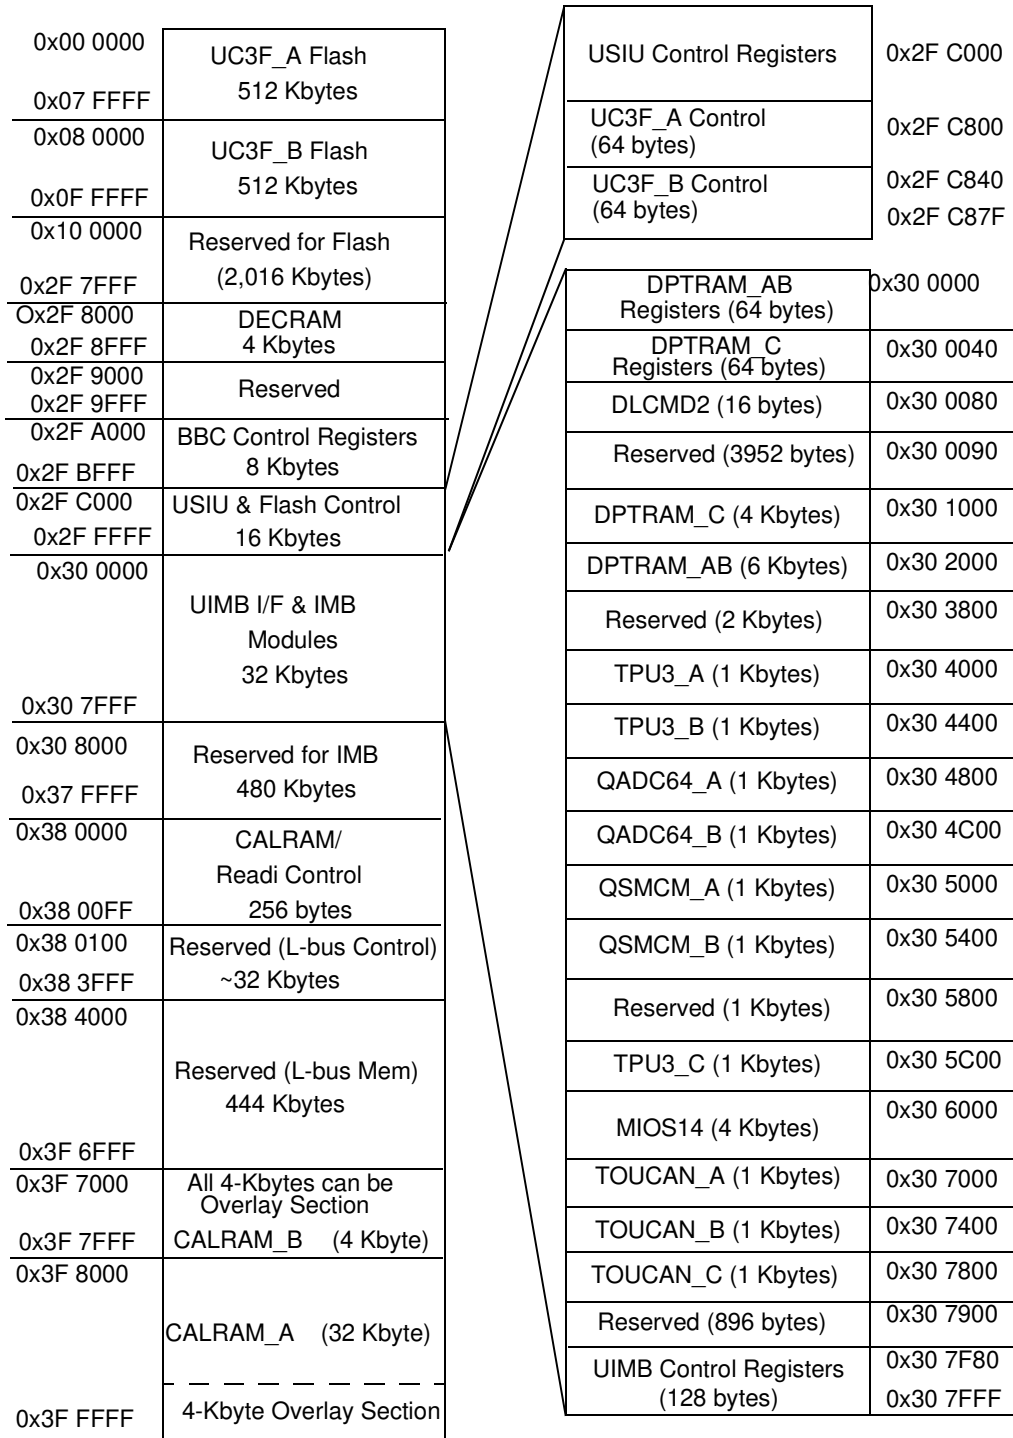 0x00 0000
UC3F_A Flash
512 Kbytes
0x07 FFFF
0x08 0000
UC3F_B Flash
512 Kbytes
0x0F FFFF
0x10 0000
Reserved for Flash
(2,016 Kbytes)
0x2F 7FFF
Ox2F 8000
DECRAM
4 Kbytes
0x2F 8FFF
0x2F 9000
Reserved
0x2F 9FFF
0x2F A000
BBC Control Registers
8 Kbytes
0x2F BFFF
0x2F C000
USIU & Flash Control
16 Kbytes
0x2F FFFF
0x30 0000
UIMB I/F & IMB
Modules
32 Kbytes
0x30 7FFF
0x30 8000
Reserved for IMB
480 Kbytes
0x37 FFFF
0x38 0000
CALRAM/
Readi Control
256 bytes
0x38 00FF
0x38 0100
Reserved (L-bus Control)
~32 Kbytes
0x38 3FFF
0x38 4000
Reserved (L-bus Mem)
444 Kbytes
0x3F 6FFF
0x3F 7000
All 4-Kbytes can be
Overlay Section
CALRAM_B (4 Kbyte)
0x3F 7FFF
0x3F 8000
CALRAM_A (32 Kbyte)
4-Kbyte Overlay Section
0x3F FFFF
USIU Control Registers
0x2F C000
UC3F_A Control
(64 bytes)
0x2F C800
UC3F_B Control
(64 bytes)
0x2F C840
0x2F C87F
DPTRAM_AB
Registers (64 bytes)
0x30 0000
DPTRAM_C
Registers (64 bytes)
0x30 0040
DLCMD2 (16 bytes)
0x30 0080
Reserved (3952 bytes)
0x30 0090
DPTRAM_C (4 Kbytes)
0x30 1000
DPTRAM_AB (6 Kbytes)
0x30 2000
Reserved (2 Kbytes)
0x30 3800
TPU3_A (1 Kbytes)
0x30 4000
TPU3_B (1 Kbytes)
0x30 4400
QADC64_A (1 Kbytes)
0x30 4800
QADC64_B (1 Kbytes)
0x30 4C00
QSMCM_A (1 Kbytes)
0x30 5000
QSMCM_B (1 Kbytes)
0x30 5400
Reserved (1 Kbytes)
0x30 5800
TPU3_C (1 Kbytes)
0x30 5C00
MIOS14 (4 Kbytes)
0x30 6000
TOUCAN_A (1 Kbytes)
0x30 7000
TOUCAN_B (1 Kbytes)
0x30 7400
TOUCAN_C (1 Kbytes)
0x30 7800
Reserved (896 bytes)
0x30 7900
UIMB Control Registers
(128 bytes)
0x30 7F80
0x30 7FFF